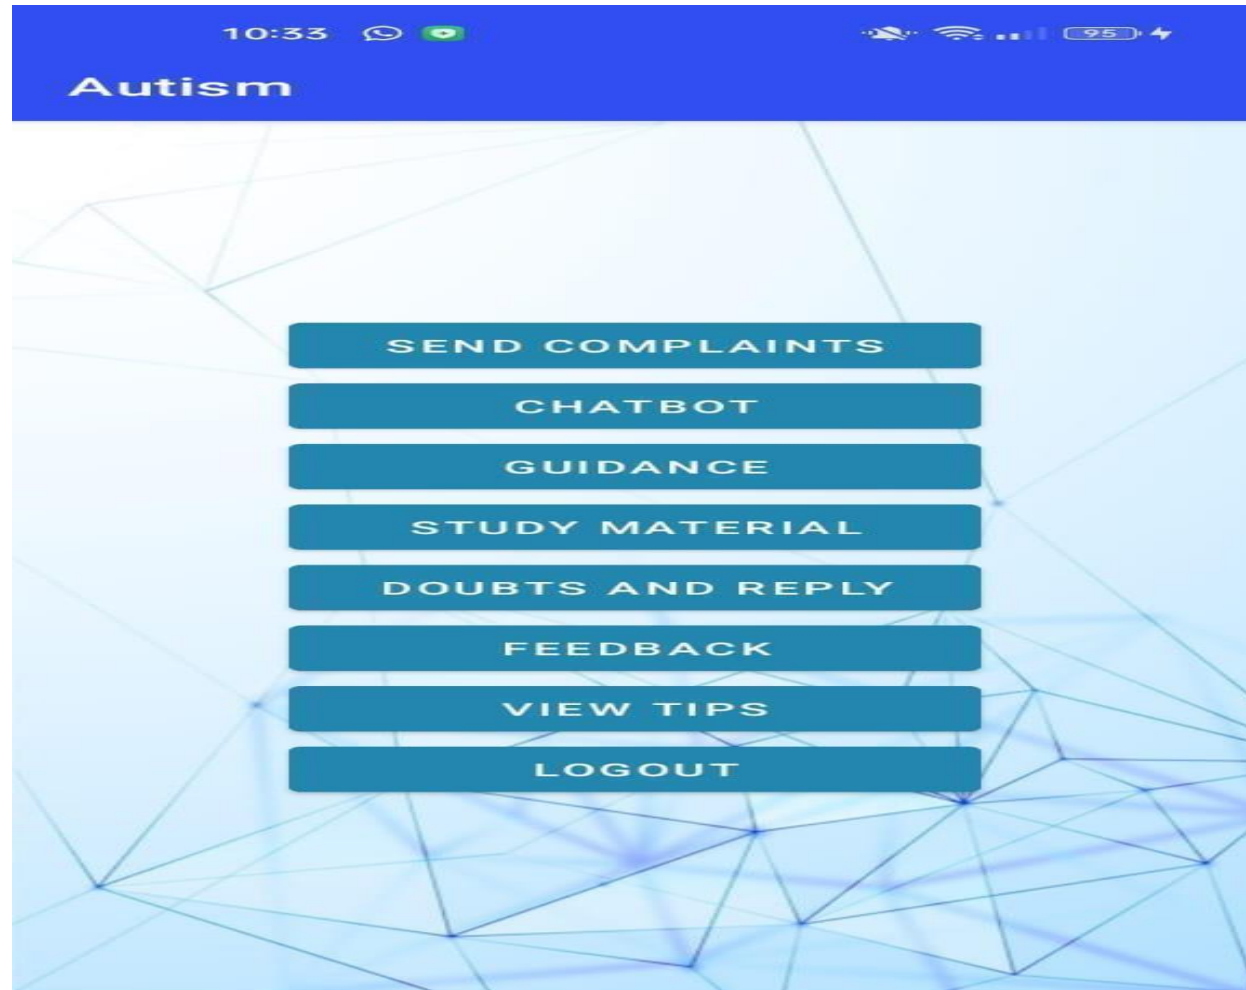 10:33 95
Autism
SEND COMPLAINTS
CHATBOT
GUIDANCE
STUDY MATERIAL
DOUBTS AND REPLY
FEEDBACK
VIEW TIPS
LOGOUT